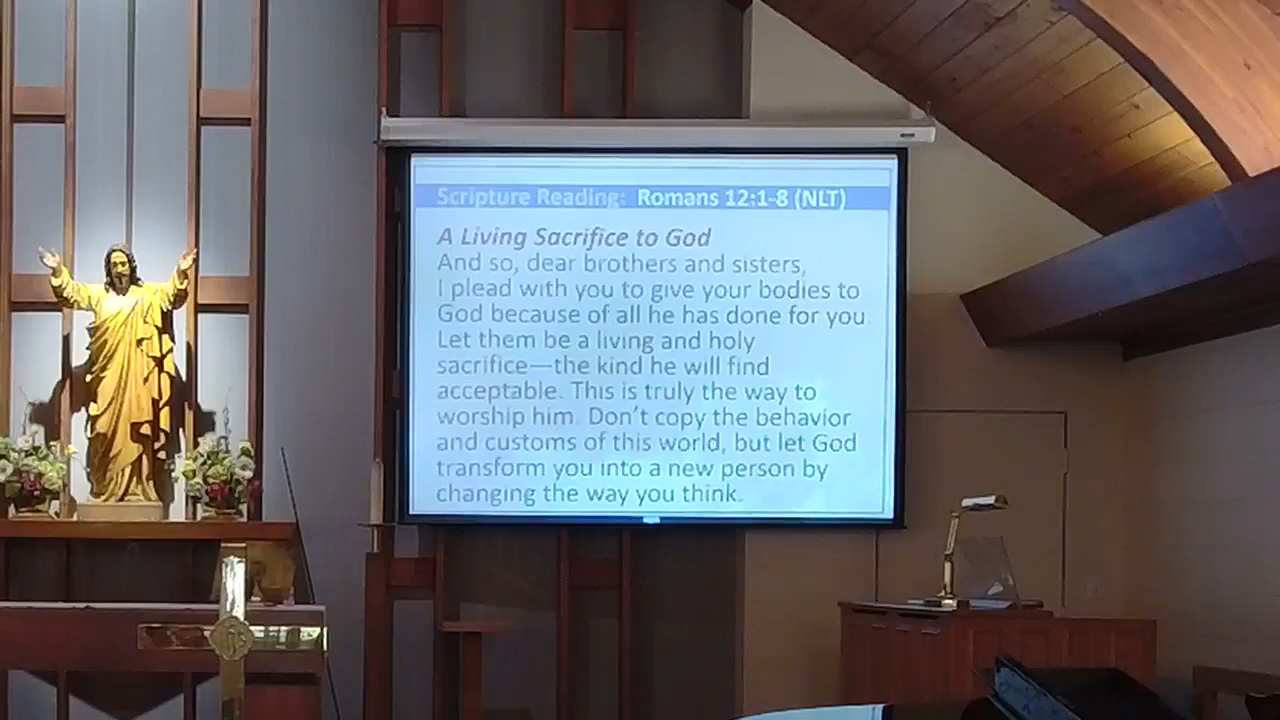 Scripture Reading: Romans 12:1-8 (NLT)
A Living Sacrifice to God
And so, dear brothers and sisters,
I plead with you to give your bodies to
God because of all he has done for you.
Let them be a living and holy
sacrifice—the kind he will find
acceptable. This is truly the way to
worship him. Don't copy the behavior
and customs of this world, but let God
transform you into a new person by
changing the way you think.